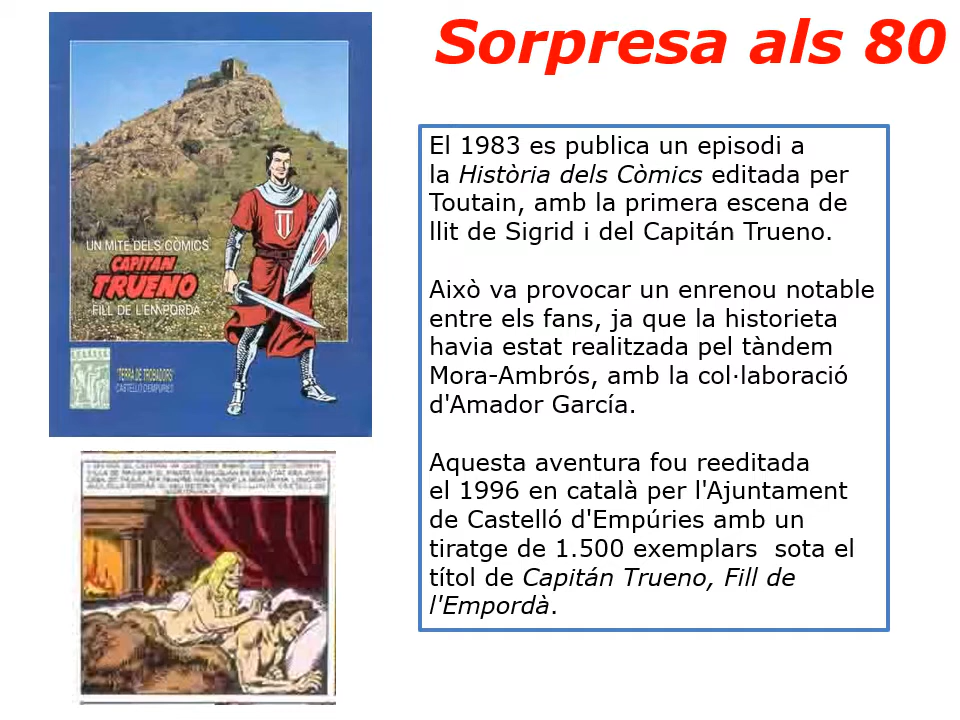 Sorpresa als 80
UN MITE DELS CÒMICS
CAPITAN
TRUENO
FILL DE L'EMPORDÀ
"TERRA DE TROBADORS"
CASTELLÓ D'EMPÚRIES
El 1983 es publica un episodi a
la Història dels Còmics editada per
Toutain, amb la primera escena de
llit de Sigrid i del Capitán Trueno.
Això va provocar un enrenou notable
entre els fans, ja que la historieta
havia estat realitzada pel tàndem
Mora-Ambrós, amb la col·laboració
d'Amador García.
Aquesta aventura fou reeditada
el 1996 en català per l'Ajuntament
de Castelló d'Empúries amb un
tiratge de 1.500 exemplars  sota el
títol de Capitán Trueno, Fill de
l'Empordà.